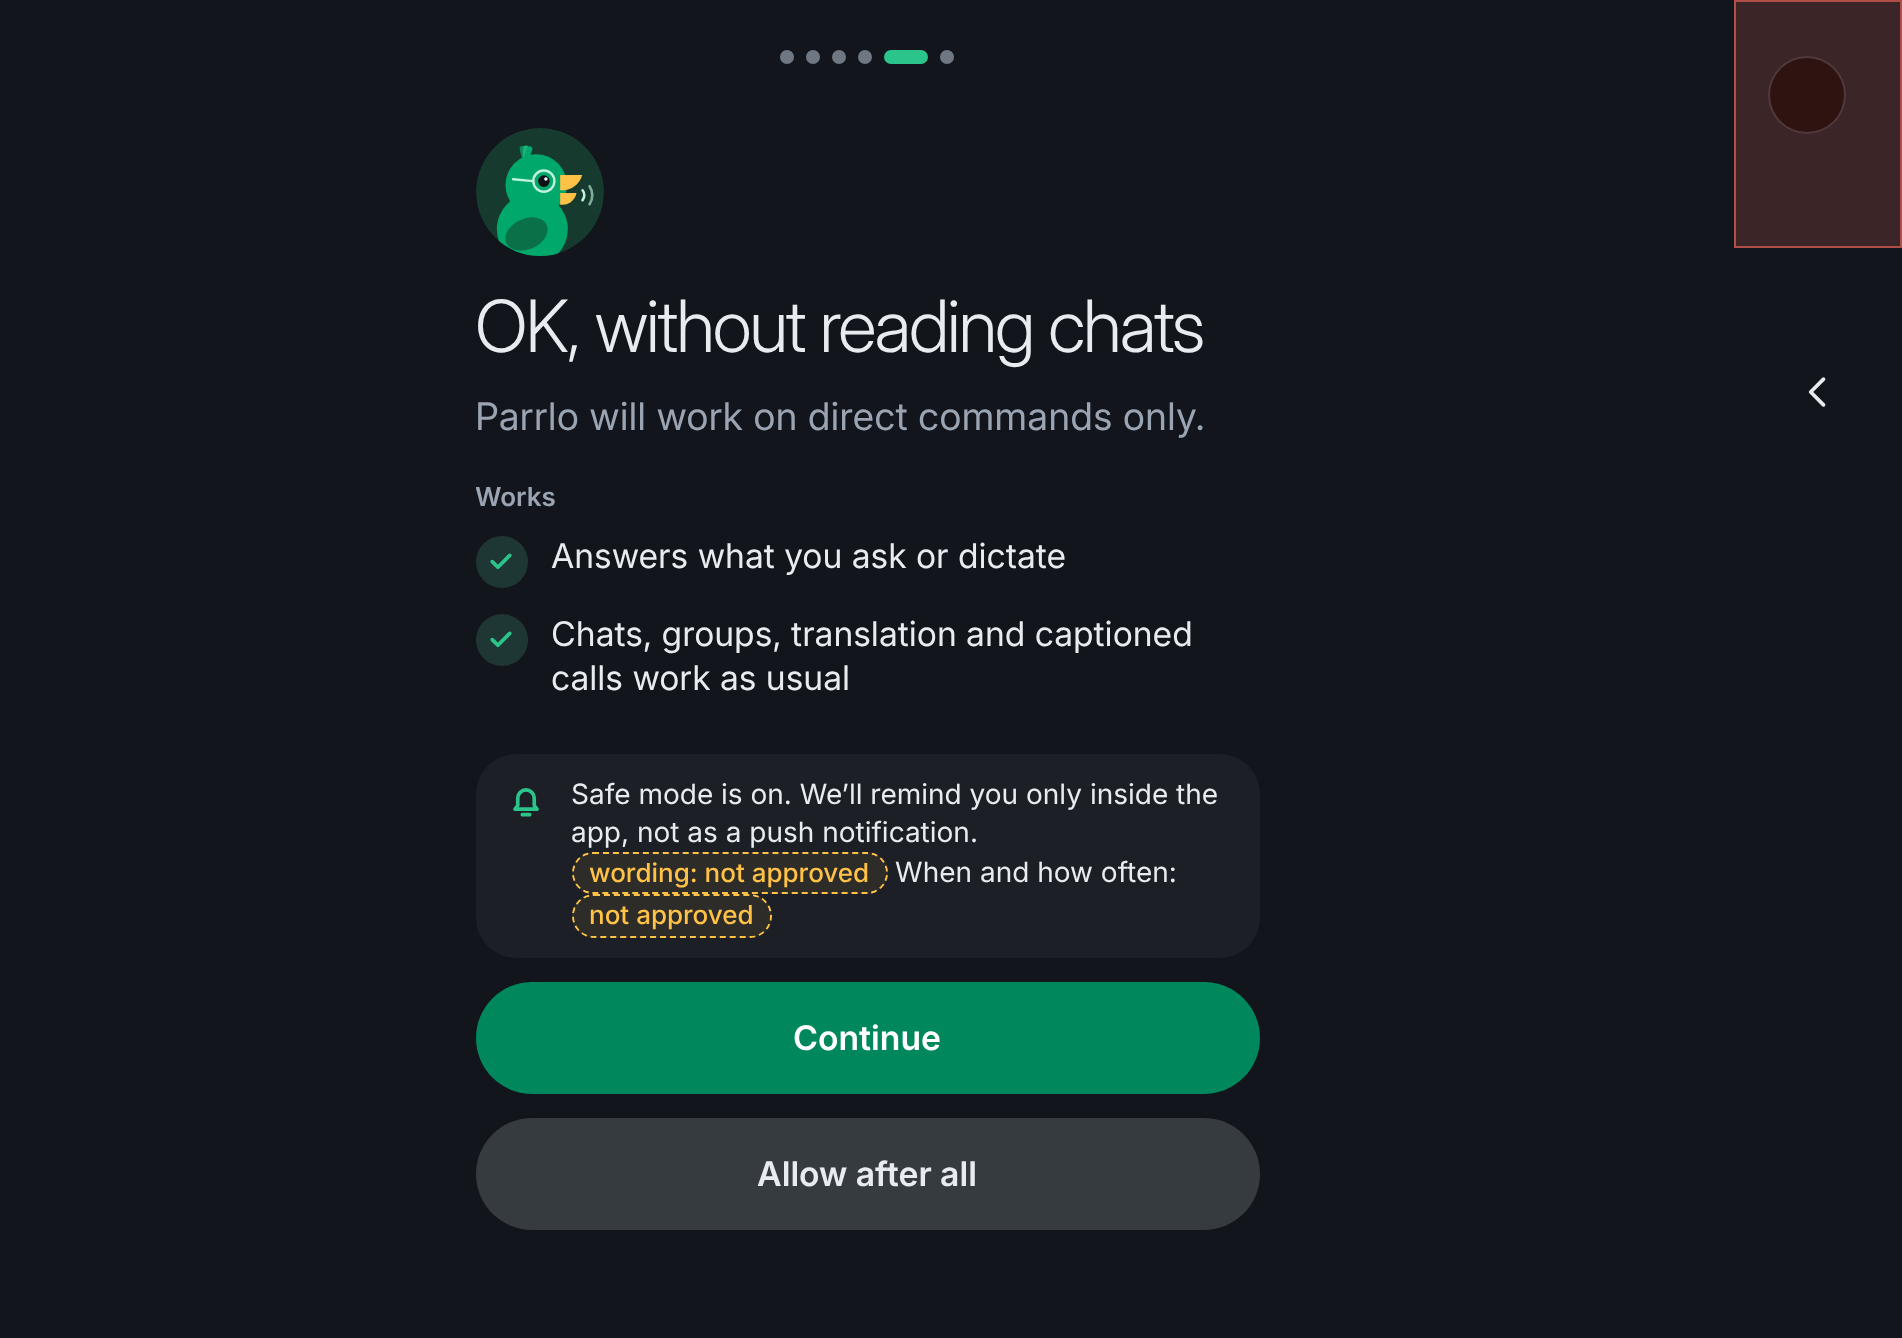 OK, without reading chats
Parrlo will work on direct commands only.
Works
Answers what you ask or dictate
Chats, groups, translation and captioned
calls work as usual
Safe mode is on. We’ll remind you only inside the
app, not as a push notification.
wording: not approved When and how often:
not approved
Continue
Allow after all